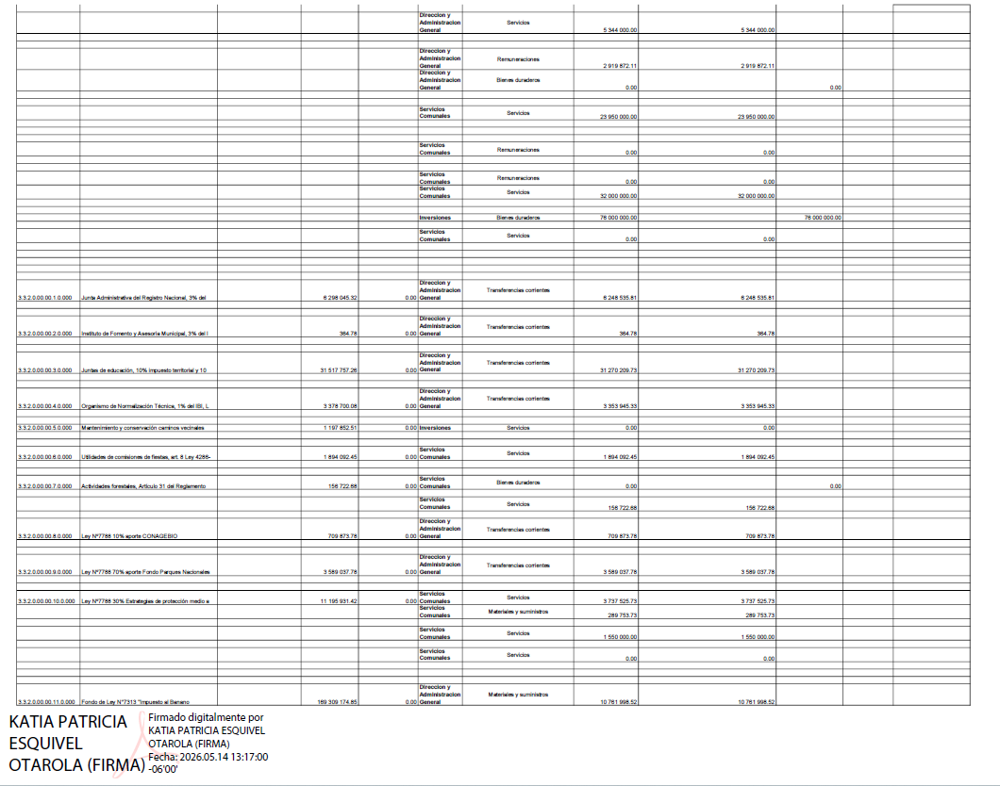 Direccion y
Administracion
General Servicios 5 344 000.00 5 344 000.00
Direccion y
Administracion
General Remuneraciones 2 919 872.11 2 919 872.11
Direccion y
Administracion
General Bienes duraderos 0.00 0.00
Servicios
Comunales Servicios 23 950 000.00 23 950 000.00
Servicios
Comunales Remuneraciones 0.00 0.00
Servicios
Comunales Remuneraciones 0.00 0.00
Servicios
Comunales Servicios 32 000 000.00 32 000 000.00
Inversiones Bienes duraderos 76 000 000.00 76 000 000.00
Servicios
Comunales Servicios 0.00 0.00
Direccion y
Administracion
3.3.2.0.00.00.1.0.000 Junta Administrativa del Registro Nacional, 3% del 6 298 045.32 0.00 General Transferencias corrientes 6 248 535.81 6 248 535.81
Direccion y
Administracion
3.3.2.0.00.00.2.0.000 Instituto de Fomento y Asesoría Municipal, 3% del I 364.78 0.00 General Transferencias corrientes 364.78 364.78
Direccion y
Administracion
3.3.2.0.00.00.3.0.000 Juntas de educación, 10% impuesto territorial y 10 31 517 757.26 0.00 General Transferencias corrientes 31 270 209.73 31 270 209.73
Direccion y
Administracion
3.3.2.0.00.00.4.0.000 Organismo de Normalización Técnica, 1% del IBI, L 3 378 700.08 0.00 General Transferencias corrientes 3 353 945.33 3 353 945.33
3.3.2.0.00.00.5.0.000 Mantenimiento y conservación caminos vecinales 1 197 852.51 0.00 Inversiones Servicios 0.00 0.00
Servicios
3.3.2.0.00.00.6.0.000 Utilidades de comisiones de fiestas, art. 8 Ley 4286- 1 894 092.45 0.00 Comunales Servicios 1 894 092.45 1 894 092.45
Servicios
3.3.2.0.00.00.7.0.000 Actividades forestales, Artículo 31 del Reglamento 156 722.68 0.00 Comunales Bienes duraderos 0.00 0.00
Servicios
Comunales Servicios 156 722.68 156 722.68
Direccion y
Administracion
3.3.2.0.00.00.8.0.000 Ley Nº7788 10% aporte CONAGEBIO 709 873.78 0.00 General Transferencias corrientes 709 873.78 709 873.78
Direccion y
Administracion
3.3.2.0.00.00.9.0.000 Ley Nº7788 70% aporte Fondo Parques Nacionales 3 589 037.78 0.00 General Transferencias corrientes 3 589 037.78 3 589 037.78
Servicios
3.3.2.0.00.00.10.0.000 Ley Nº7788 30% Estrategias de protección medio a 11 195 931.42 0.00 Comunales Servicios 3 737 525.73 3 737 525.73
Servicios
Comunales Materiales y suministros 289 753.73 289 753.73
Servicios
Comunales Servicios 1 550 000.00 1 550 000.00
Servicios
Comunales Servicios 0.00 0.00
Direccion y
Administracion
3.3.2.0.00.00.11.0.000 Fondo de Ley N°7313 "Impuesto al Banano 169 309 174.85 0.00 General Materiales y suministros 10 761 998.52 10 761 998.52
KATIA PATRICIA
ESQUIVEL
OTAROLA (FIRMA)
Firmado digitalmente por
KATIA PATRICIA ESQUIVEL
OTAROLA (FIRMA)
Fecha: 2026.05.14 13:17:00
-06'00'